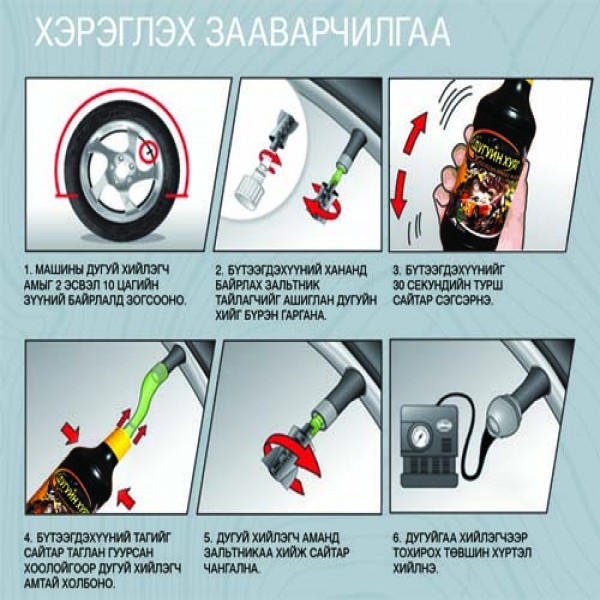 ХЭРЭГЛЭХ ЗААВАРЧИЛГАА
1. МАШИНЫ ДУГУЙ ХИЙЛЭГЧ
АМЫГ 2 ЭСВЭЛ 10 ЦАГИЙН
ЗҮҮНИЙ БАЙРЛАЛД ЗОГСООНО.
2. БҮТЭЭГДЭХҮҮНИЙ ХАНАНД
БАЙРЛАХ ЗАЛЬТНИК
ТАЙЛАГЧИЙГ АШИГЛАН ДУГУЙН
ХИЙГ БҮРЭН ГАРГАНА.
ДУГУЙН ХУЯГ
3. БҮТЭЭГДЭХҮҮНИЙГ
30 СЕКУНДИЙН ТУРШ
САЙТАР СЭГСЭРНЭ.
ДУГУЙН ХУЯГ
4. БҮТЭЭГДЭХҮҮНИЙ ТАГИЙГ
САЙТАР ТАГЛАН ГУУРСАН
ХООЛОЙГООР ДУГУЙ ХИЙЛЭГЧ
АМТАЙ ХОЛБОНО.
5. ДУГУЙ ХИЙЛЭГЧ АМАНД
ЗАЛЬТНИКАА ХИЙЖ САЙТАР
ЧАНГАЛНА.
6. ДУГУЙГАА ХИЙЛЭГЧЭЭР
ТОХИРОХ ТӨВШИН ХҮРТЭЛ
ХИЙЛНЭ.